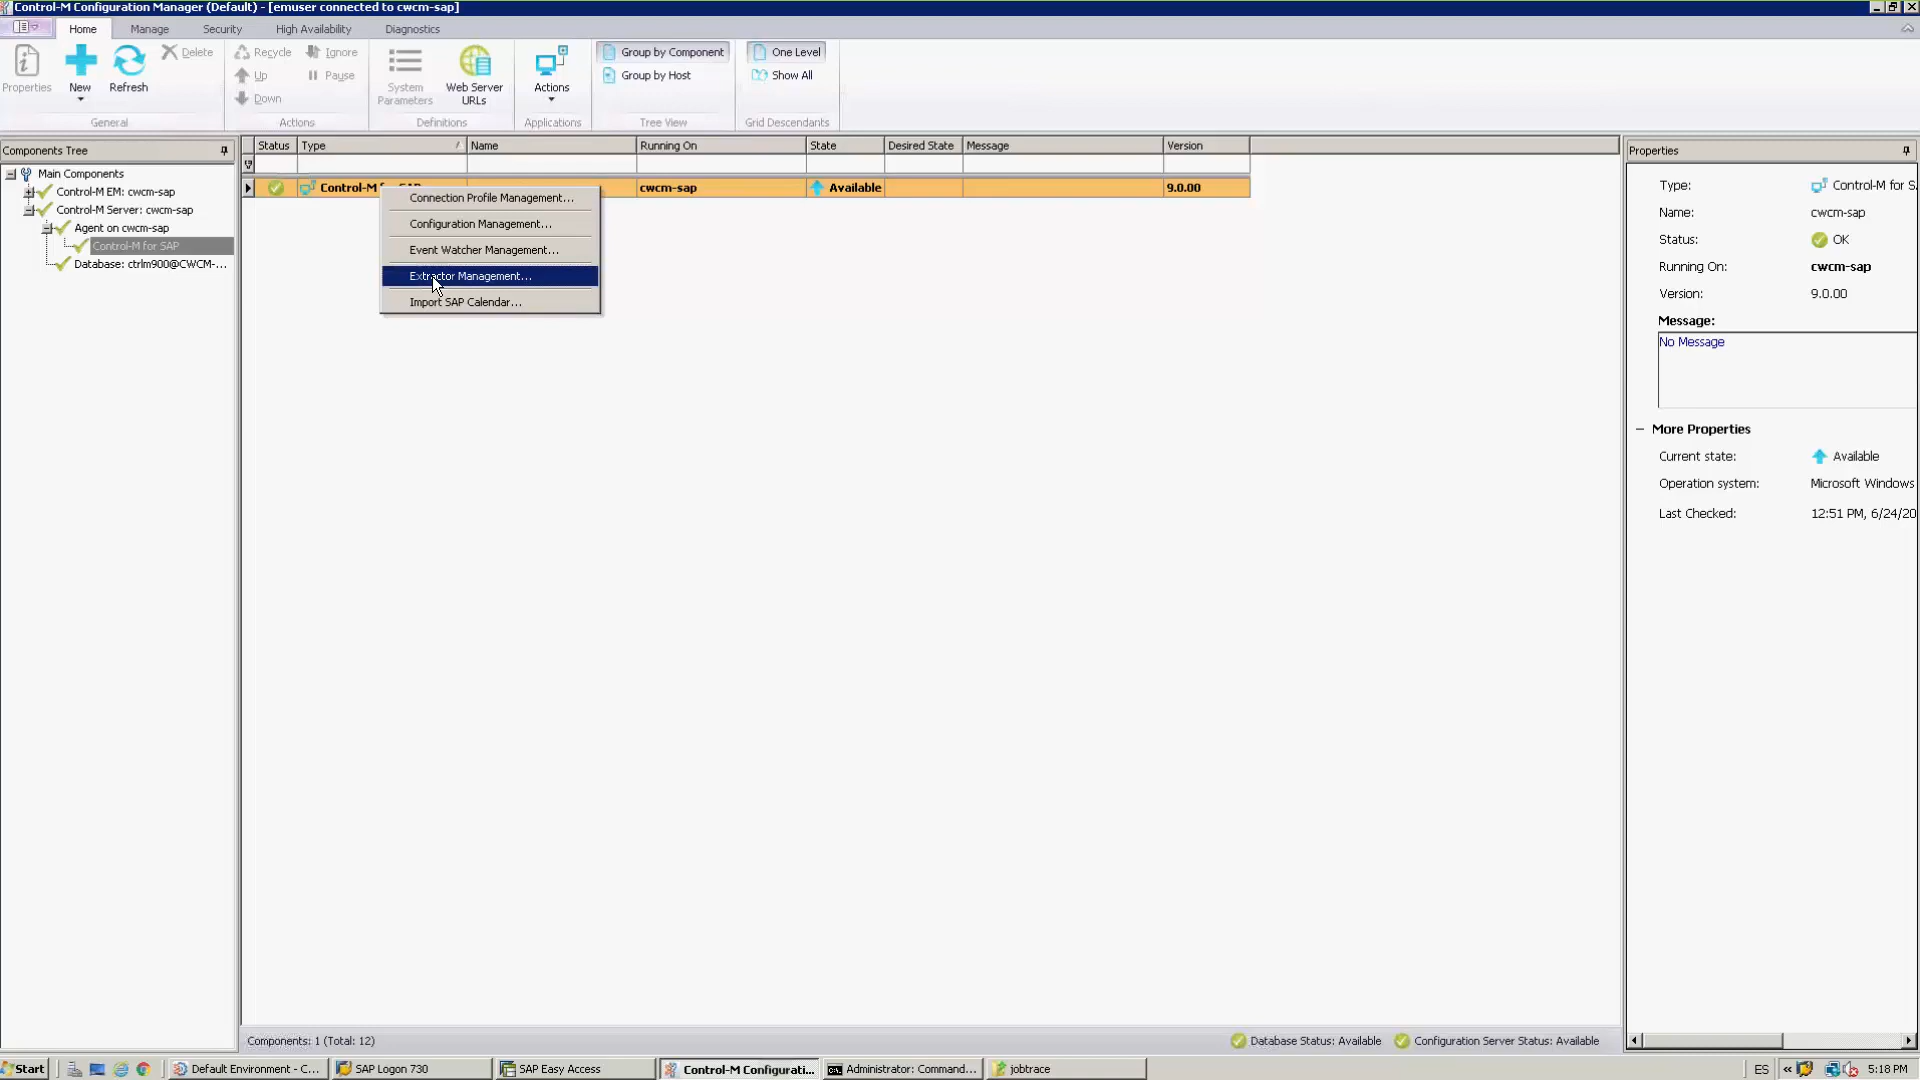 Control-M Configuration Manager (Default) - [emuser connected to cwcm-sap]
Home Manage Security High Availability Diagnostics
Properties
New
Refresh
Delete
General
Recycle Ignore
Up Pause
Down
Actions
System Parameters
Web Server URLs
Definitions
Actions
Applications
Group by Component
Group by Host
Tree View
One Level
Show All
Grid Descendants
Components Tree
Main Components
Control-M EM: cwcm-sap
Control-M Server: cwcm-sap
Agent on cwcm-sap
Control-M for SAP
Database: ctrlm900@CWCM-...
Status Type Name Running On State Desired State Message Version
Control-M cwcm-sap Available 9.0.00
Connection Profile Management...
Configuration Management...
Event Watcher Management...
Extractor Management...
Import SAP Calendar...
Properties
Type: Control-M for S
Name: cwcm-sap
Status: OK
Running On: cwcm-sap
Version: 9.0.00
Message:
No Message
More Properties
Current state: Available
Operation system: Microsoft Windows
Last Checked: 12:51 PM, 6/24/20
Components: 1 (Total: 12)
Database Status: Available Configuration Server Status: Available
Start Default Environment - C... SAP Logon 730 SAP Easy Access Control-M Configurati... Administrator: Command... jobtrace ES « 5:18 PM